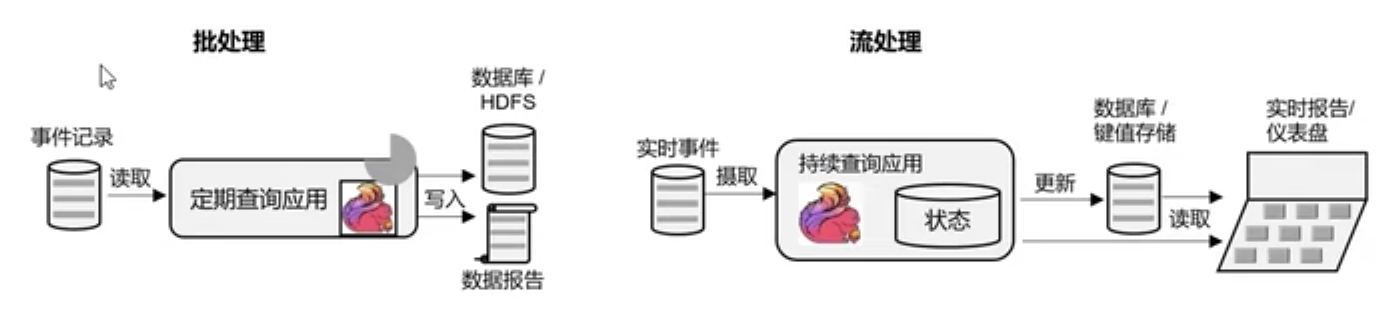 批处理
数据库 /
HDFS
事件记录
读取
定期查询应用
写入
数据报告
流处理
实时事件
摄取
持续查询应用
状态
更新
数据库 /
键值存储
读取
实时报告/
仪表盘